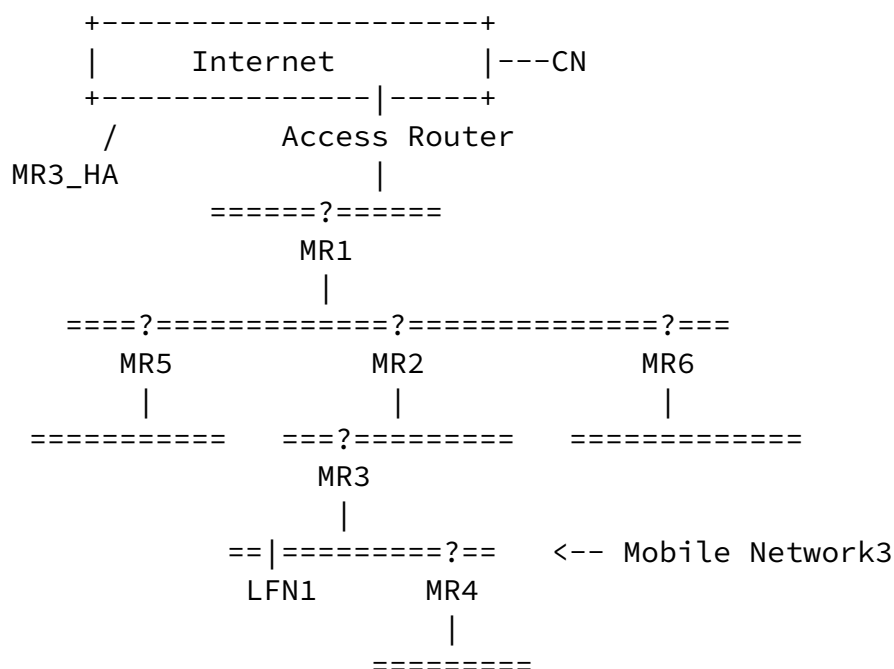 +---------------------+
|      Internet         |---CN
+---------------|-----+
/         Access Router
MR3_HA              |
======?======
MR1
|
====?=============?=============?===
MR5           MR2             MR6
|             |               |
===========   ===?=========   =============
MR3
|
==|=========?==   <-- Mobile Network3
LFN1      MR4
|
=========